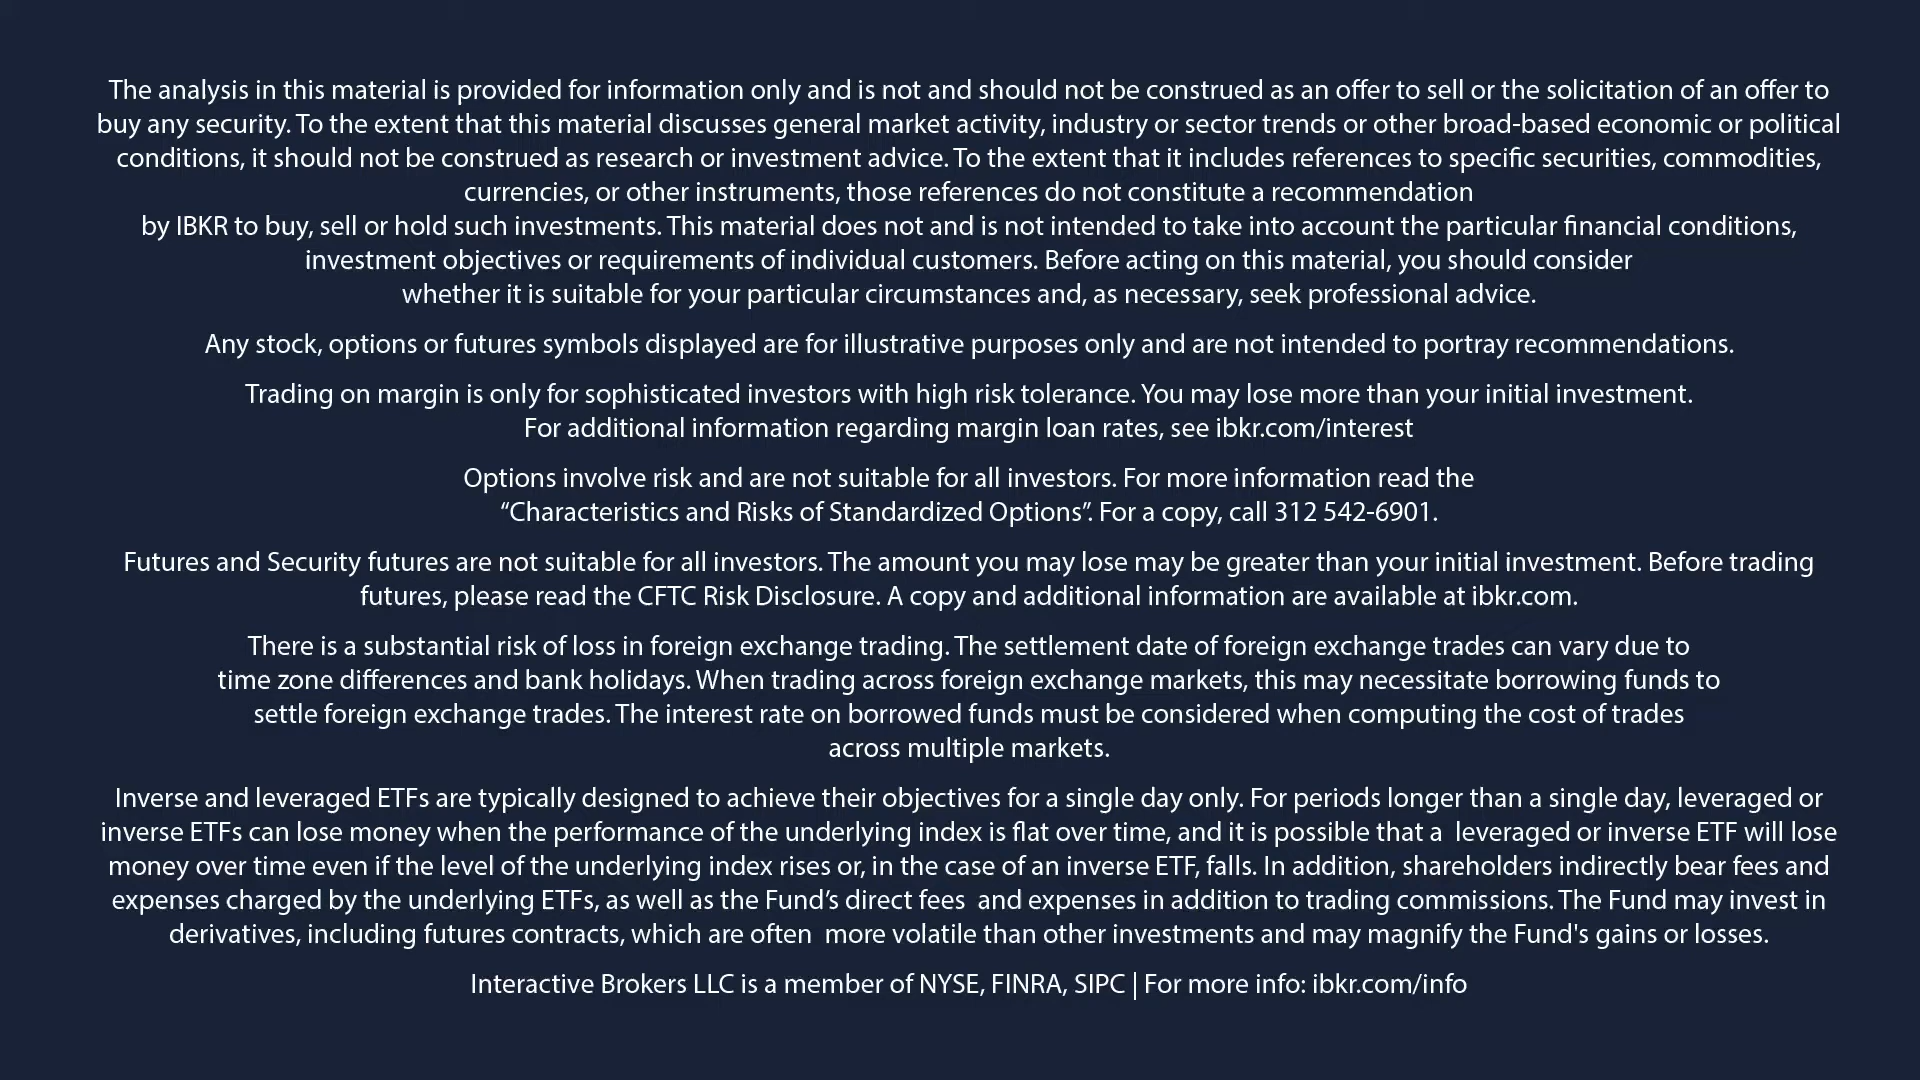 The analysis in this material is provided for information only and is not and should not be construed as an offer to sell or the solicitation of an offer to
buy any security. To the extent that this material discusses general market activity, industry or sector trends or other broad-based economic or political
conditions, it should not be construed as research or investment advice. To the extent that it includes references to specific securities, commodities,
currencies, or other instruments, those references do not constitute a recommendation
by IBKR to buy, sell or hold such investments. This material does not and is not intended to take into account the particular financial conditions,
investment objectives or requirements of individual customers. Before acting on this material, you should consider
whether it is suitable for your particular circumstances and, as necessary, seek professional advice.
Any stock, options or futures symbols displayed are for illustrative purposes only and are not intended to portray recommendations.
Trading on margin is only for sophisticated investors with high risk tolerance. You may lose more than your initial investment.
For additional information regarding margin loan rates, see ibkr.com/interest
Options involve risk and are not suitable for all investors. For more information read the
“Characteristics and Risks of Standardized Options”. For a copy, call 312 542-6901.
Futures and Security futures are not suitable for all investors. The amount you may lose may be greater than your initial investment. Before trading
futures, please read the CFTC Risk Disclosure. A copy and additional information are available at ibkr.com.
There is a substantial risk of loss in foreign exchange trading. The settlement date of foreign exchange trades can vary due to
time zone differences and bank holidays. When trading across foreign exchange markets, this may necessitate borrowing funds to
settle foreign exchange trades. The interest rate on borrowed funds must be considered when computing the cost of trades
across multiple markets.
Inverse and leveraged ETFs are typically designed to achieve their objectives for a single day only. For periods longer than a single day, leveraged or
inverse ETFs can lose money when the performance of the underlying index is flat over time, and it is possible that a  leveraged or inverse ETF will lose
money over time even if the level of the underlying index rises or, in the case of an inverse ETF, falls. In addition, shareholders indirectly bear fees and
expenses charged by the underlying ETFs, as well as the Fund’s direct fees  and expenses in addition to trading commissions. The Fund may invest in
derivatives, including futures contracts, which are often  more volatile than other investments and may magnify the Fund's gains or losses.
Interactive Brokers LLC is a member of NYSE, FINRA, SIPC | For more info: ibkr.com/info